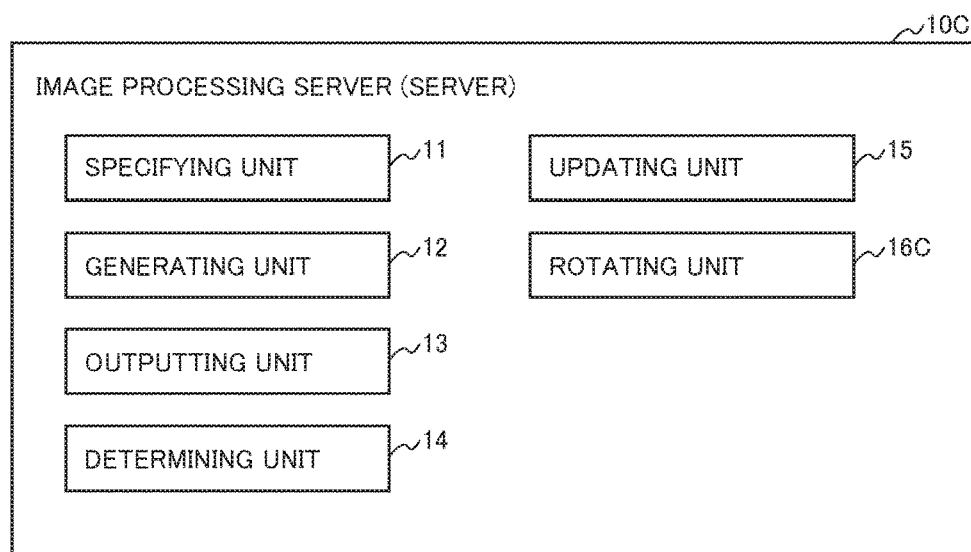 10C
IMAGE PROCESSING SERVER (SERVER)
SPECIFYING UNIT
11
GENERATING UNIT
12
OUTPUTTING UNIT
13
DETERMINING UNIT
14
UPDATING UNIT
15
ROTATING UNIT
16C